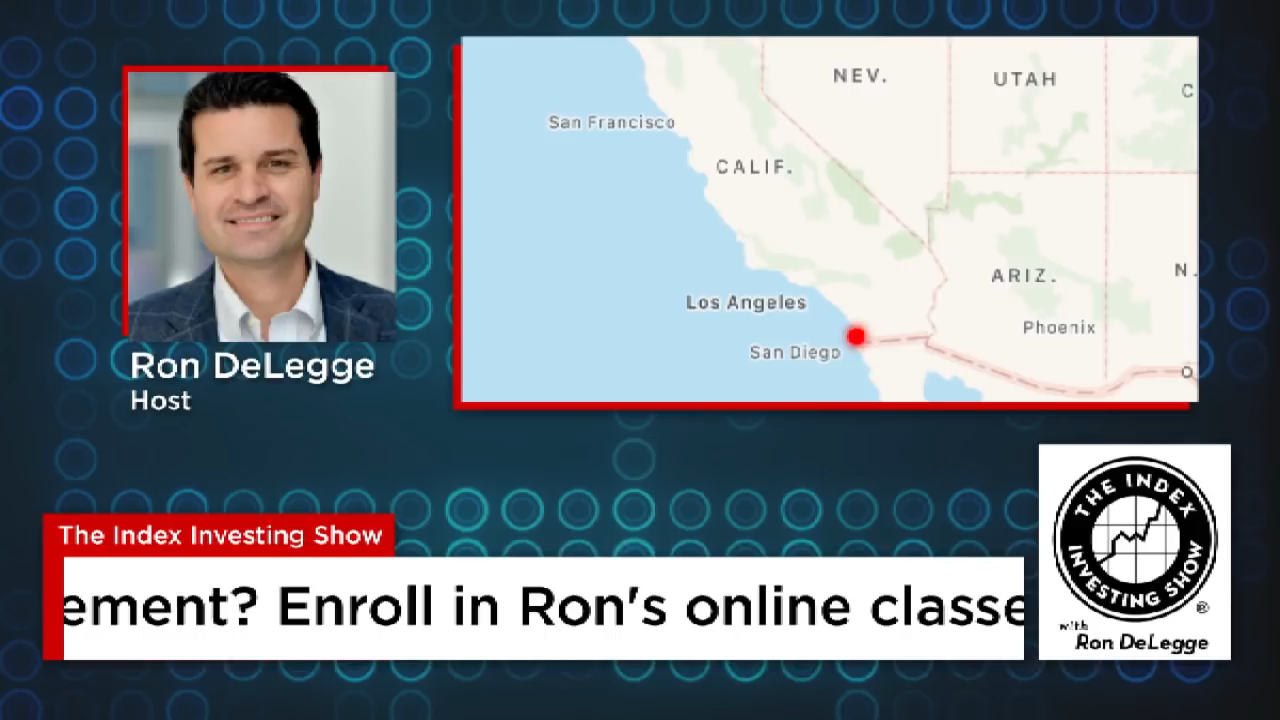 NEV.
UTAH
C
San Francisco
CALIF.
ARIZ.
N.
Los Angeles
Phoenix
San Diego
Ron DeLegge
Host
The Index Investing Show
ement? Enroll in Ron's online classe
THE INDEX
INVESTING SHOW
®
with
Ron DeLegge